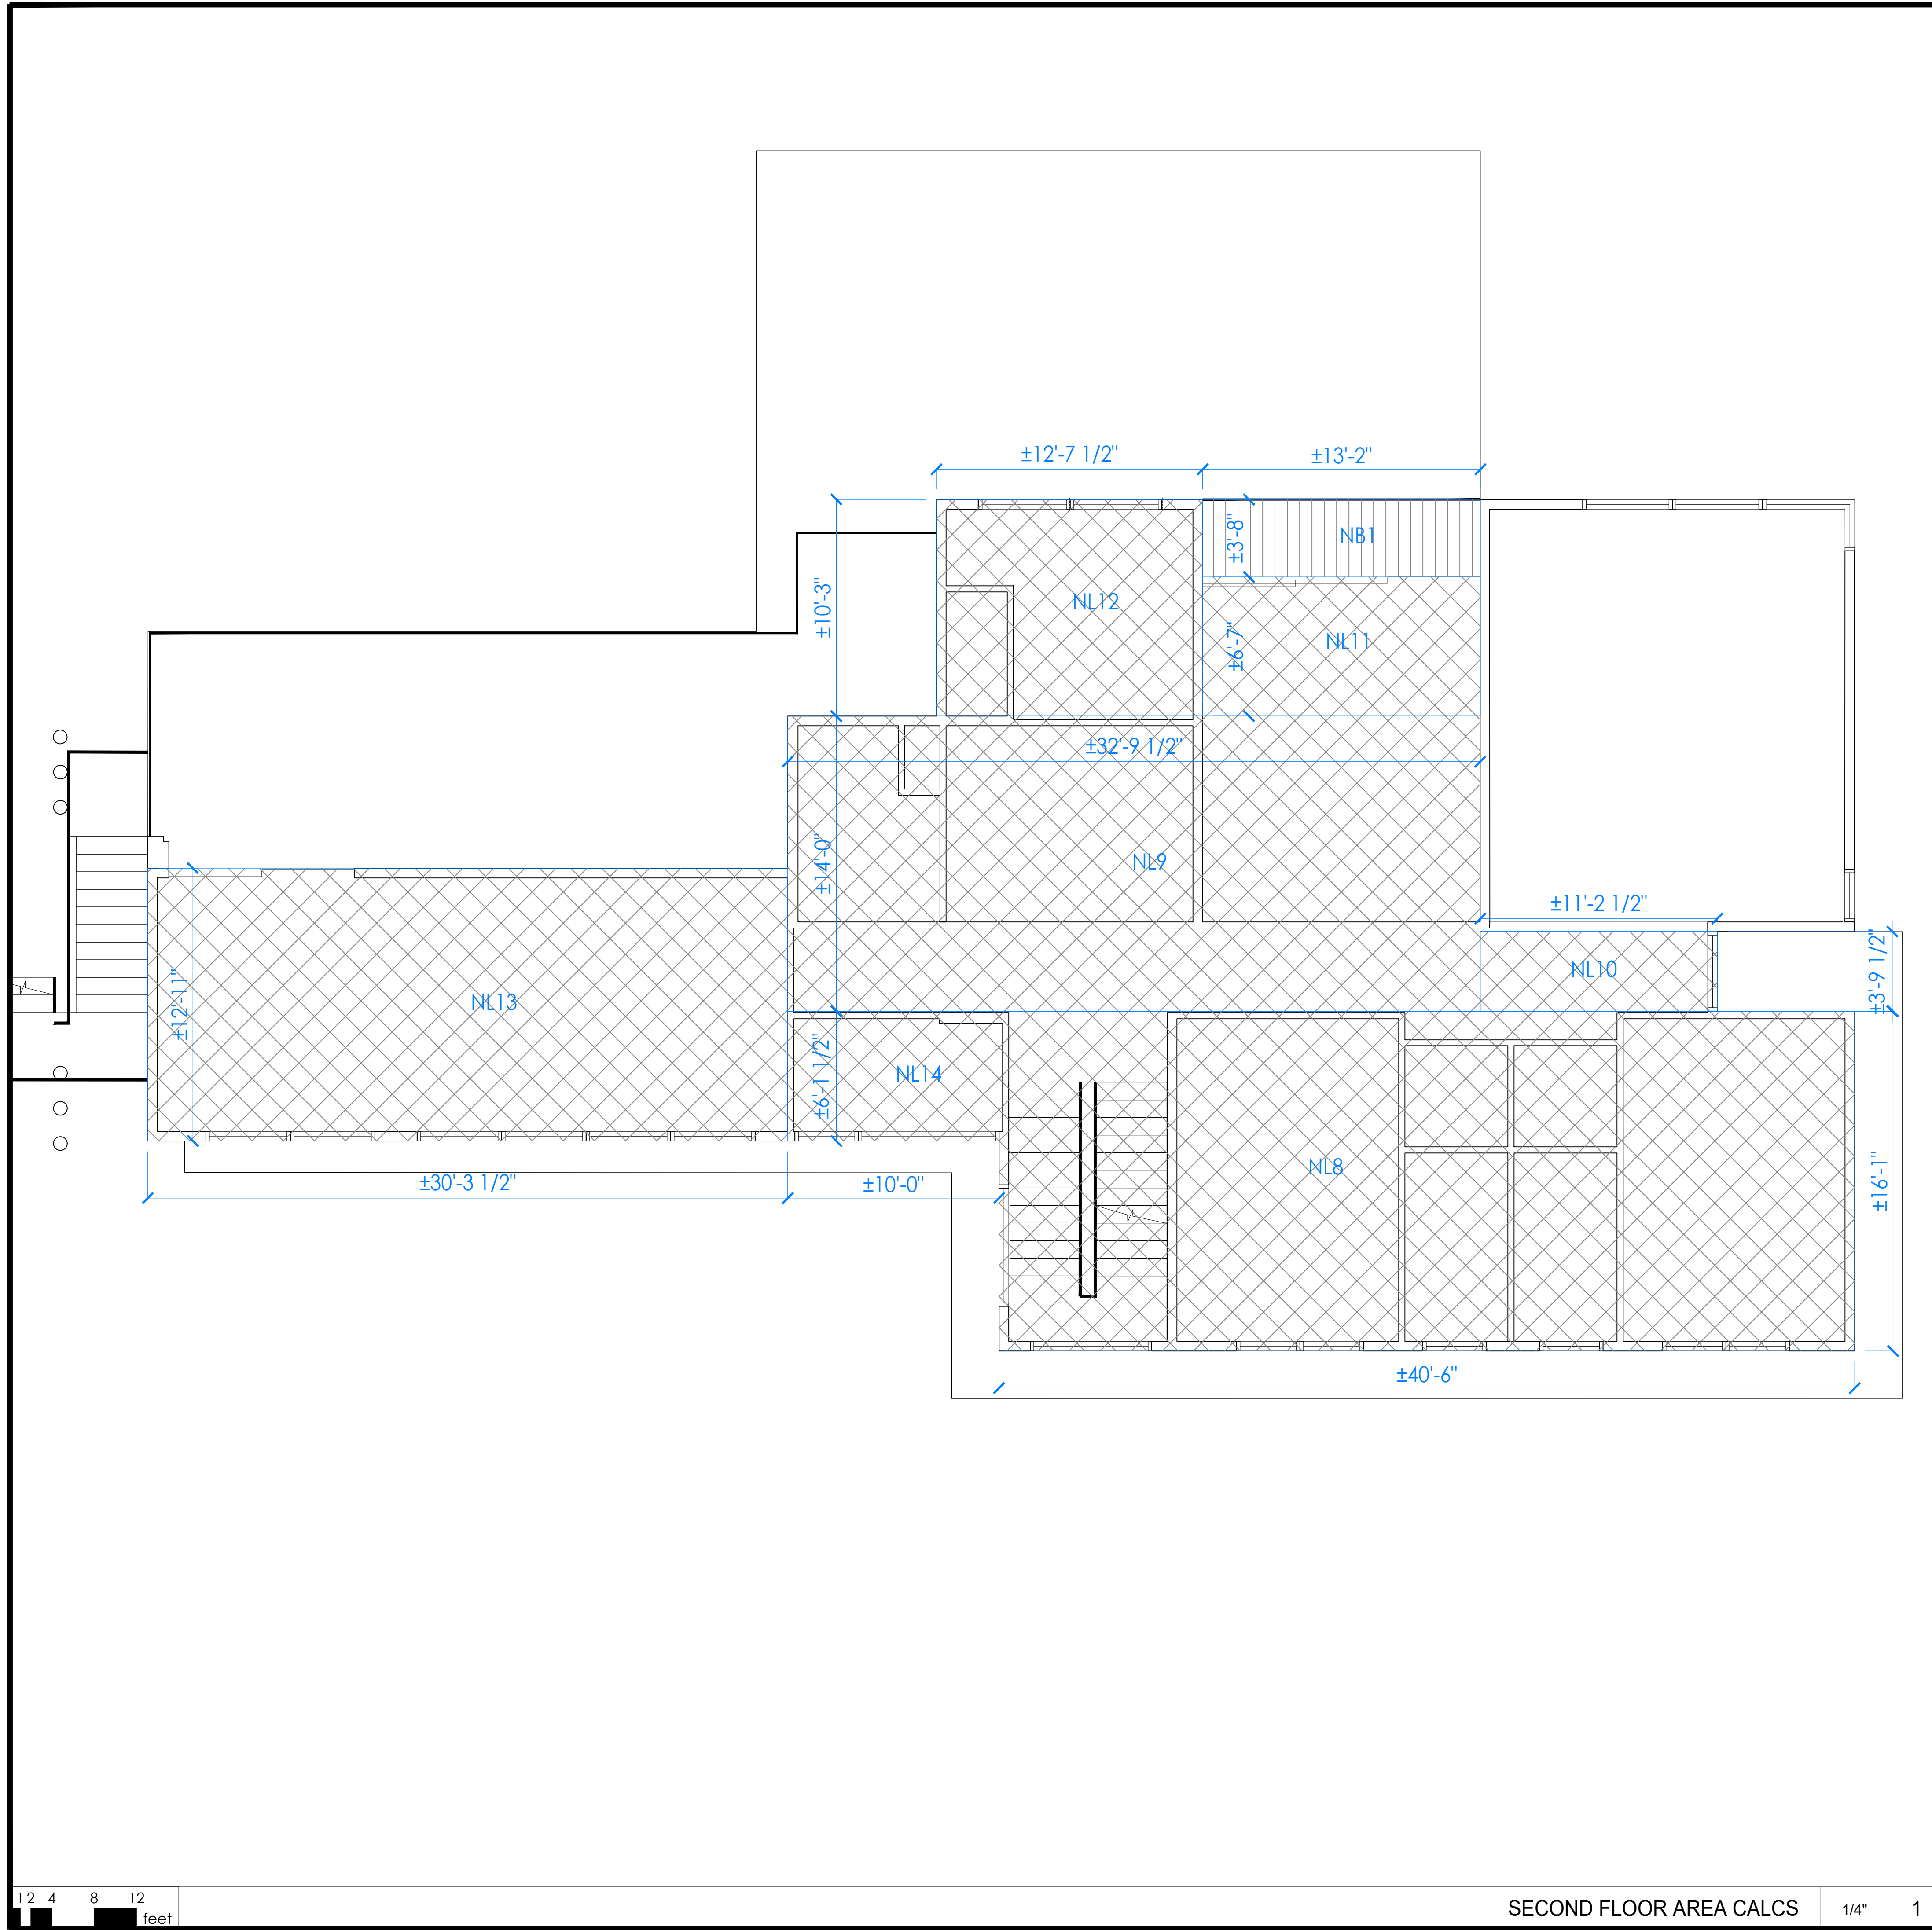 ±12'-7 1/2"
±13'-2"
±3'-8"
NB1
±10'-3"
NL12
±6'-7"
NL11
±32'-9 1/2"
±14'-0"
NL9
±11'-2 1/2"
±3'-9 1/2"
NL10
±12'-11"
NL13
±6'-1 1/2"
NL14
NL8
±16'-1"
±30'-3 1/2"
±10'-0"
±40'-6"
1 2 4 8 12
feet
SECOND FLOOR AREA CALCS 1/4" 1